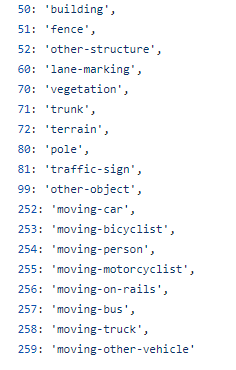 50: 'building',
51: 'fence',
52: 'other-structure',
60: 'lane-marking',
70: 'vegetation',
71: 'trunk',
72: 'terrain',
80: 'pole',
81: 'traffic-sign',
99: 'other-object',
252: 'moving-car',
253: 'moving-bicyclist',
254: 'moving-person',
255: 'moving-motorcyclist',
256: 'moving-on-rails',
257: 'moving-bus',
258: 'moving-truck',
259: 'moving-other-vehicle'